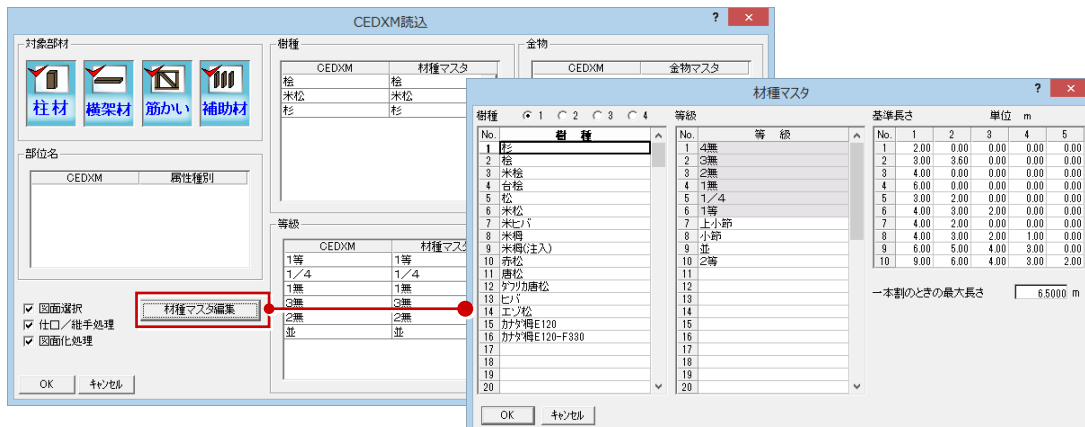 CEDXM読込
? ×
対象部材
柱材 横架材 筋かい 補助材
部位名
CEDXM 属性種別
樹種
CEDXM 材種マスタ
桧 桧
米松 米松
杉 杉
金物
CEDXM 金物マスタ
等級
CEDXM 材種マスタ
1等 1等
1/4 1/4
1無 1無
3無 3無
2無 2無
並 並
図面選択
仕口/継手処理
図面化処理
材種マスタ編集
OK キャンセル
材種マスタ
? ×
樹種 1 2 3 4
No. 樹 種
1 杉
2 桧
3 米桧
4 台桧
5 松
6 米松
7 米ヒバ
8 米栂
9 米栂(注入)
10 赤松
11 唐松
12 ダフリカ唐松
13 ヒバ
14 エゾ松
15 カナダ栂E120
16 カナダ栂E120-F330
17
18
19
20
等級
No. 等 級
1 4無
2 3無
3 2無
4 1無
5 1/4
6 1等
7 上小節
8 小節
9 並
10 2等
11
12
13
14
15
16
17
18
19
20
基準長さ 単位 m
No. 1 2 3 4 5
1 2.00 0.00 0.00 0.00 0.00
2 3.00 3.60 0.00 0.00 0.00
3 4.00 0.00 0.00 0.00 0.00
4 6.00 0.00 0.00 0.00 0.00
5 3.00 2.00 0.00 0.00 0.00
6 4.00 3.00 2.00 0.00 0.00
7 4.00 2.00 0.00 0.00 0.00
8 4.00 3.00 2.00 1.00 0.00
9 6.00 5.00 4.00 3.00 0.00
10 9.00 6.00 4.00 3.00 2.00
一本割のときの最大長さ 6.5000 m
OK キャンセル